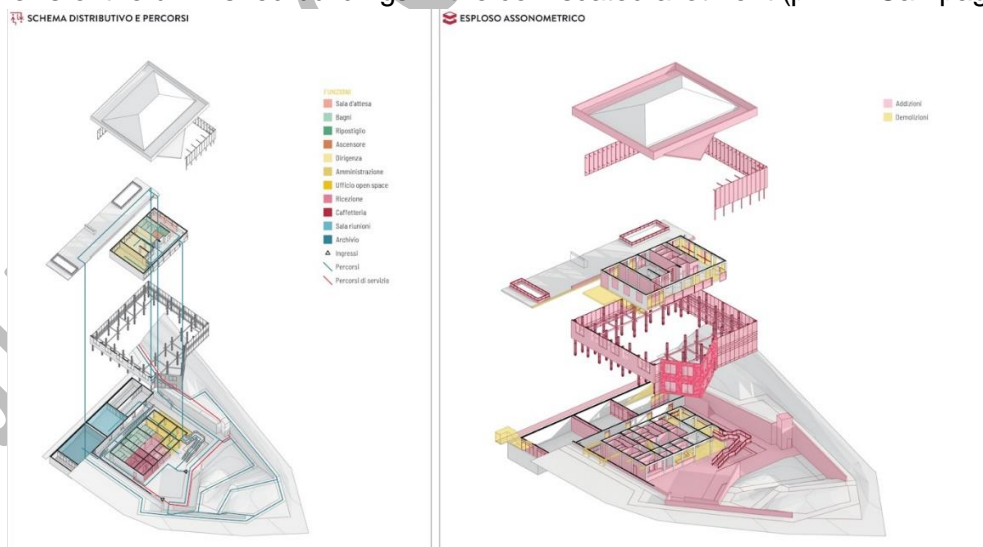 SCHEMA DISTRIBUTIVO E PERCORSI
FUNZIONI
Sala d'attesa
Bagni
Ripostiglio
Ascensore
Dirigenza
Amministrazione
Ufficio open space
Ricezione
Caffetteria
Sala riunioni
Archivio
Ingressi
Percorsi
Percorsi di servizio
ESPLOSO ASSONOMETRICO
Addizioni
Demolizioni